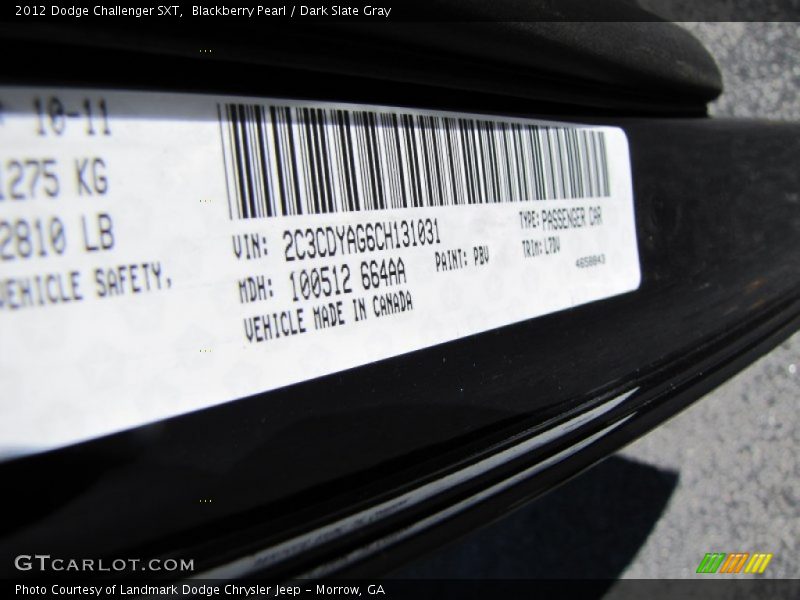 2012 Dodge Challenger SXT,  Blackberry Pearl / Dark Slate Gray
10-11
1275 KG
2810 LB
VEHICLE SAFETY,
VIN: 2C3CDYAG6CH131031
TYPE: PASSENGER CAR
MDH: 100512 664AA
PAINT: PBV
TRIM: L7DV
4658843
VEHICLE MADE IN CANADA
GTCARLOT.COM
Photo Courtesy of Landmark Dodge Chrysler Jeep - Morrow, GA